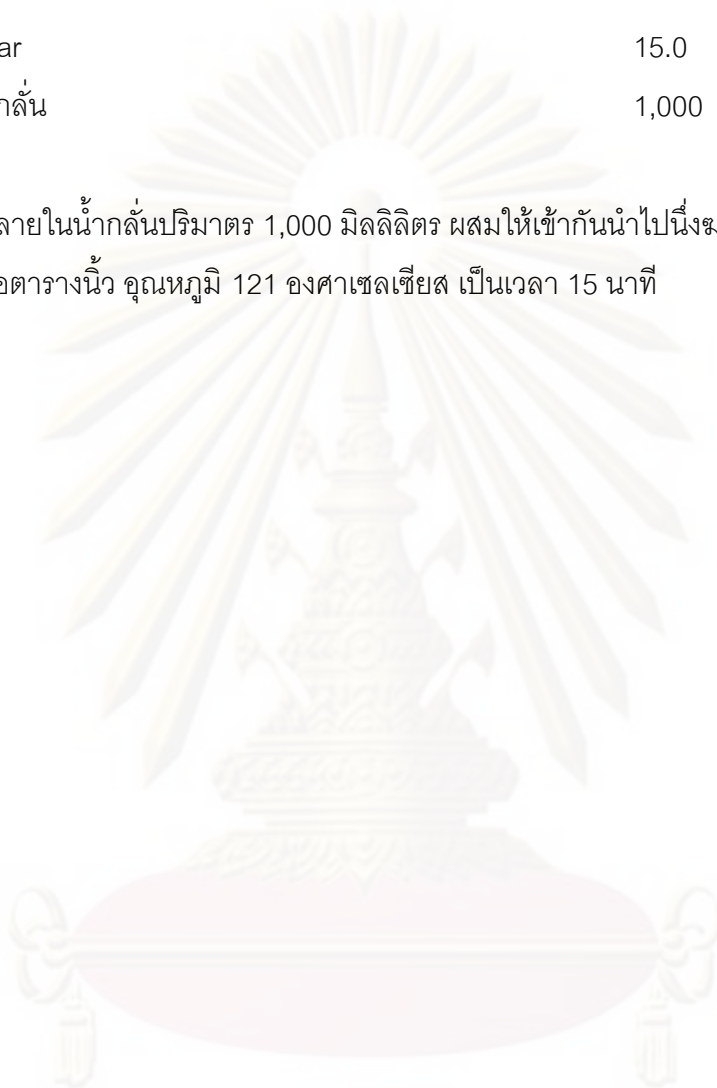 ar 15.0
กลั่น 1,000
ลายในน้ำกลั่นปริมาตร 1,000 มิลลิลิตร ผสมให้เข้ากันนำไปนึ่งฆ
อตารางนิ้ว อุณหภูมิ 121 องศาเซลเซียส เป็นเวลา 15 นาที